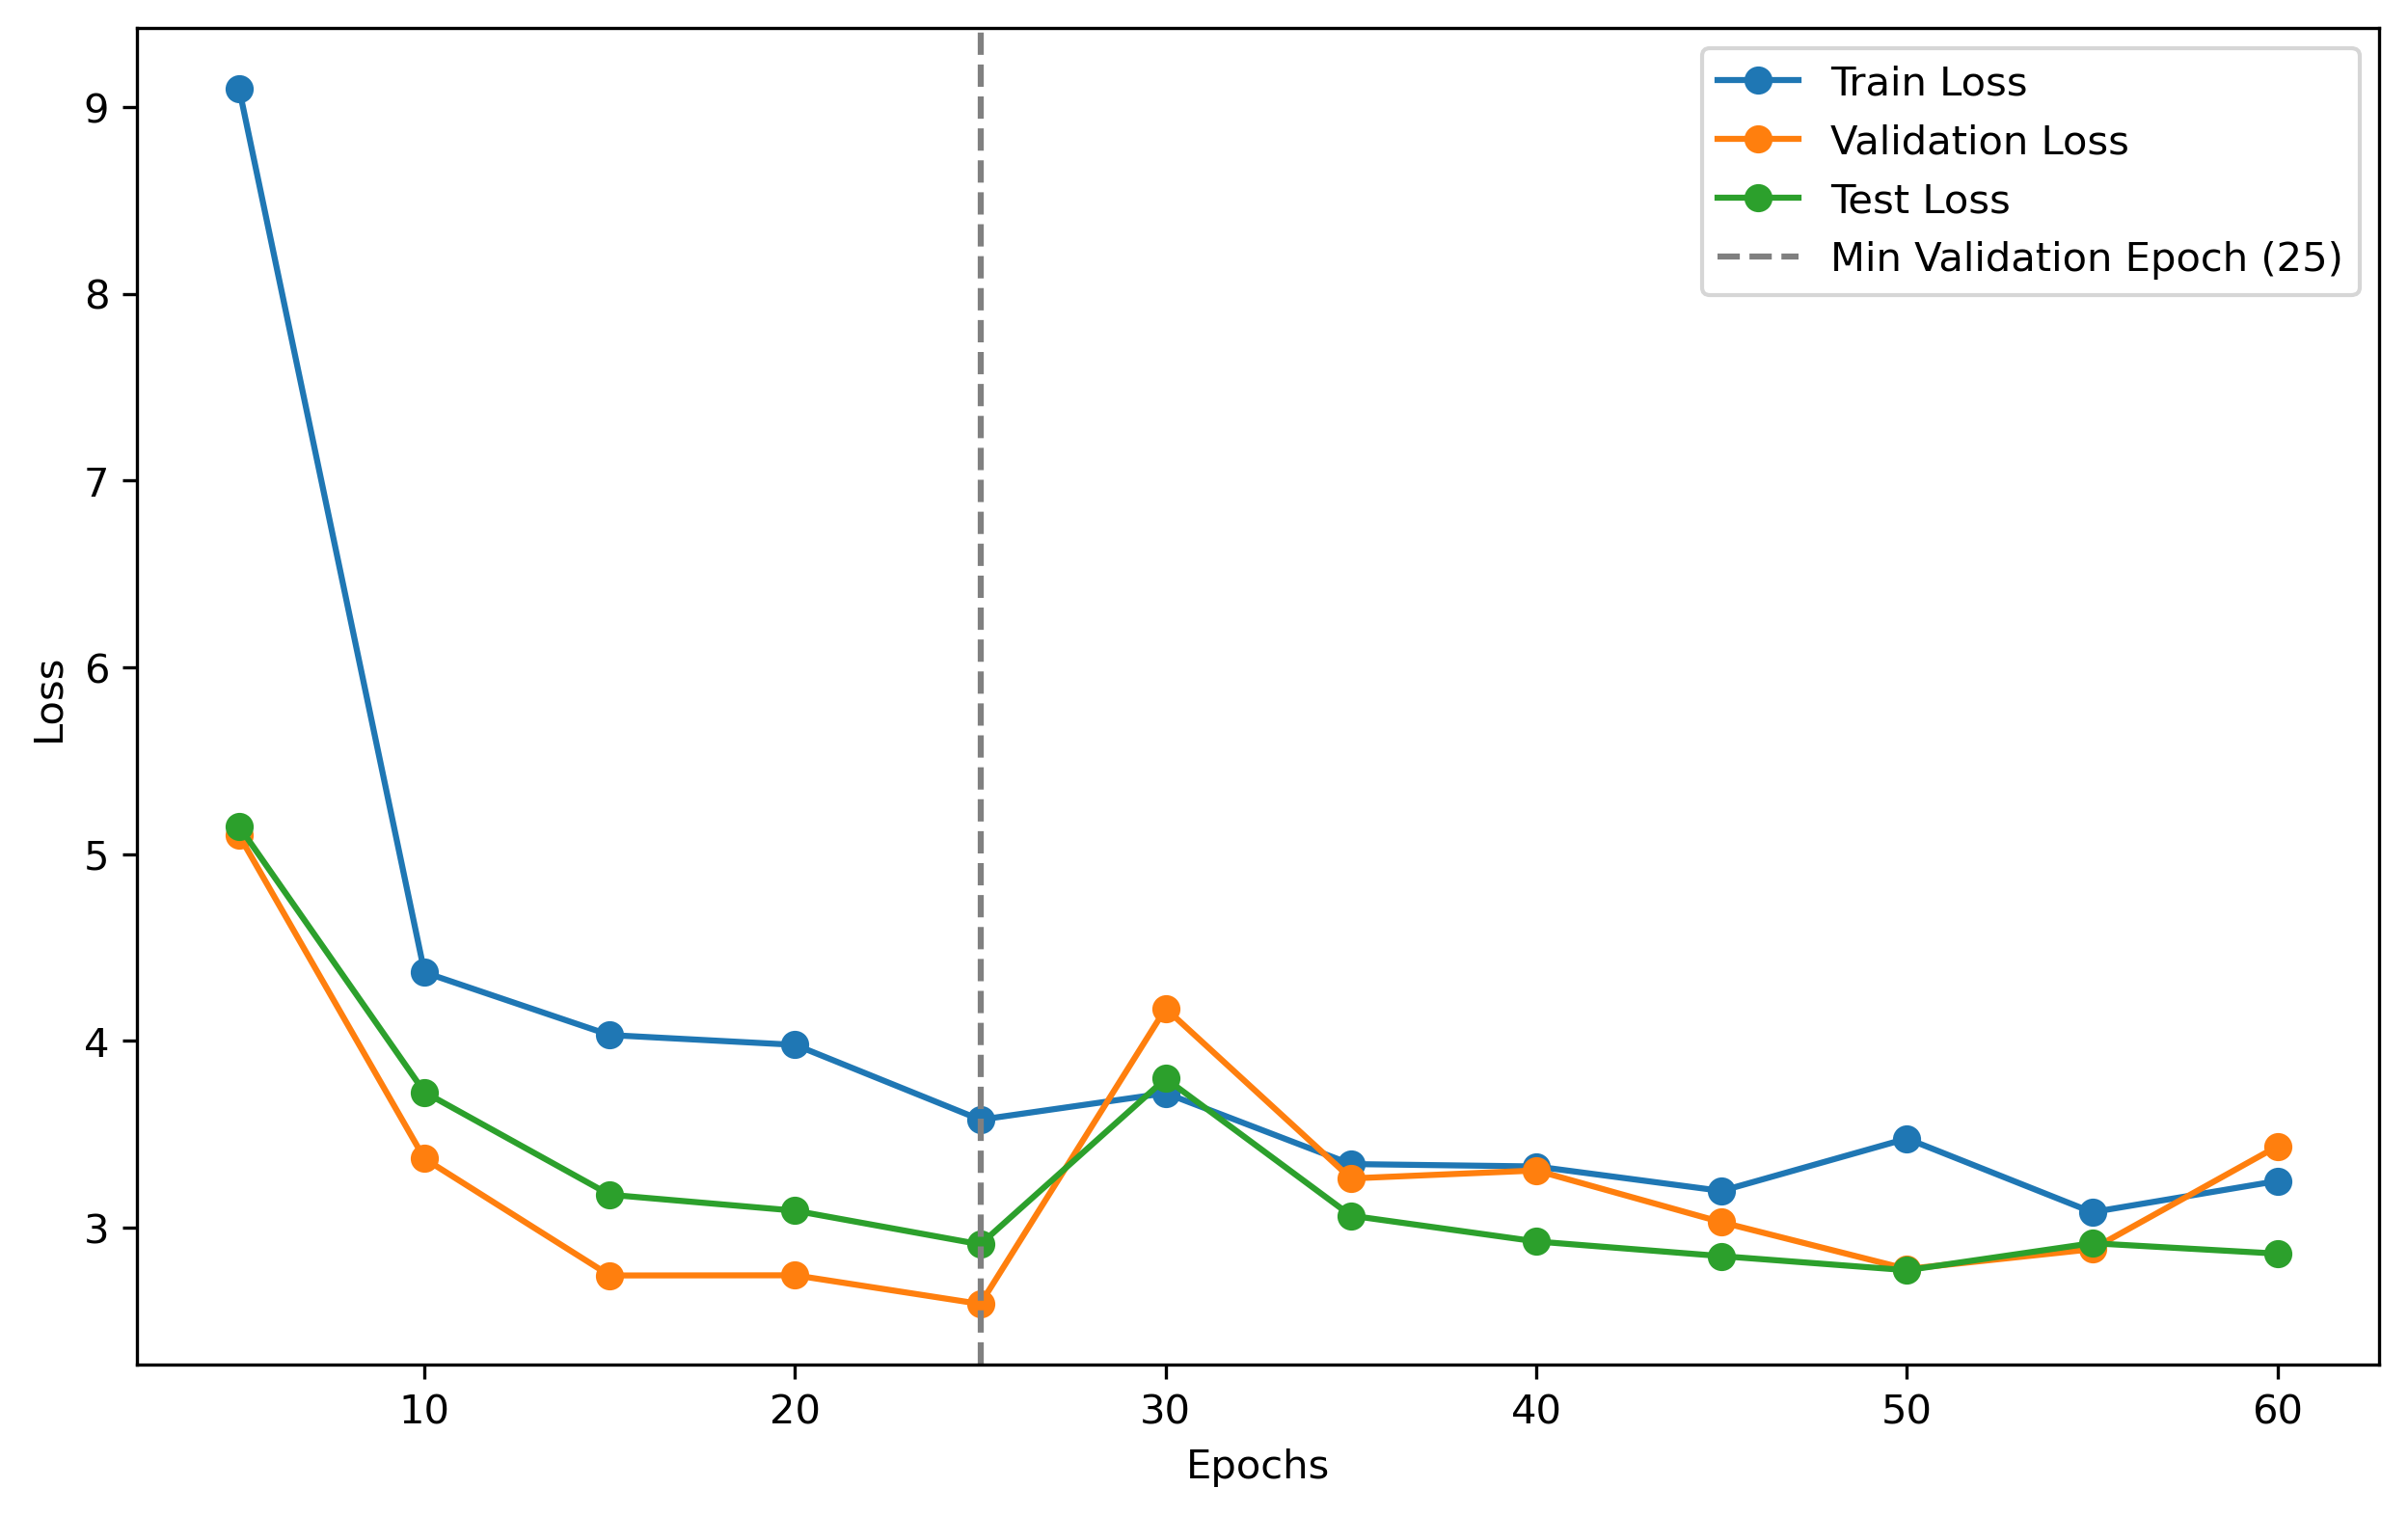 Train Loss
Validation Loss
Test Loss
Min Validation Epoch (25)
9
8
7
6
5
4
3
Loss
10 20 30 40 50 60
Epochs